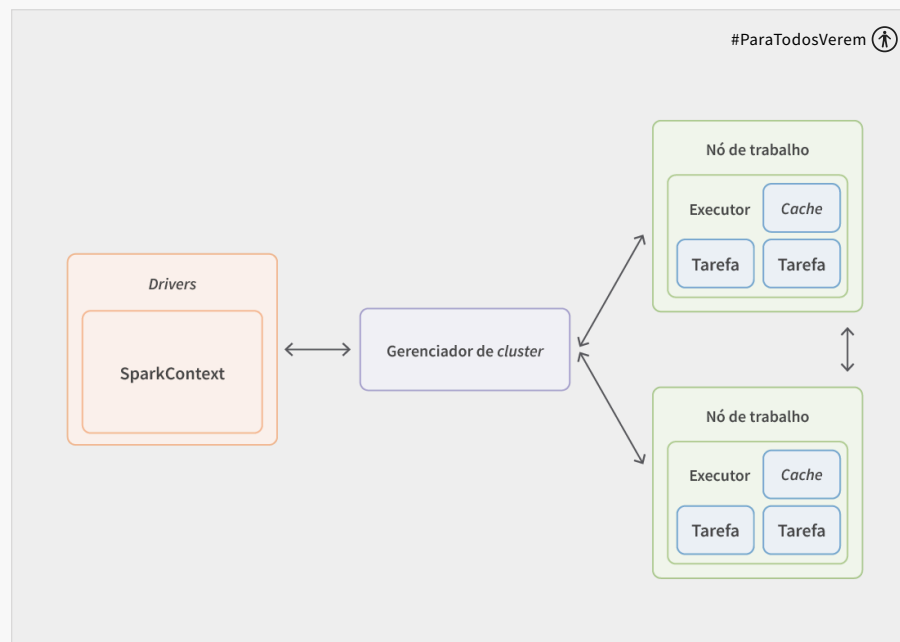 #ParaTodosVerem
Drivers
SparkContext
Gerenciador de cluster
Nó de trabalho
Executor
Cache
Tarefa
Tarefa
Nó de trabalho
Executor
Cache
Tarefa
Tarefa